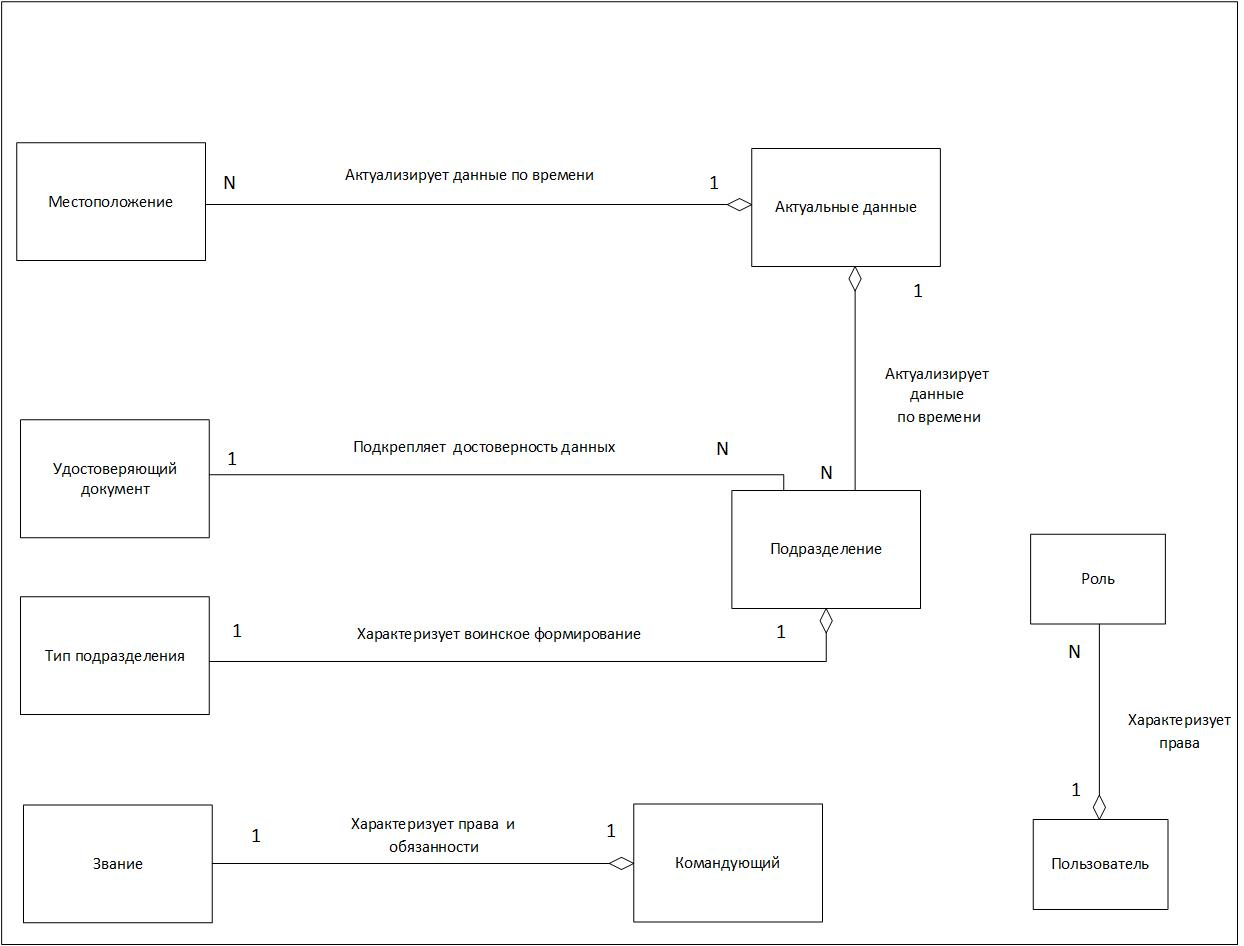 Местоположение
N
Актуализирует данные по времени
1
Актуальные данные
1
Актуализирует
данные
по времени
Удостоверяющий
документ
1
Подкрепляет достоверность данных
N
N
Подразделение
Тип подразделения
1
Характеризует воинское формирование
1
Роль
N
Характеризует
права
1
Пользователь
Звание
1
Характеризует права и
обязанности
1
Командующий